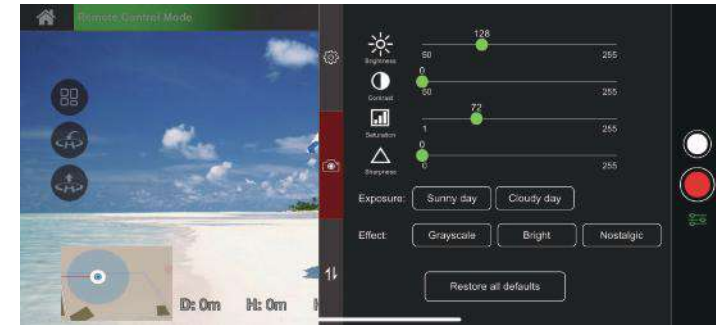 Remote Control Mode
128
Brightness
50
255
0
Contrast
50
255
72
Saturation
1
255
0
Sharpness
0
255
Exposure:
Sunny day
Cloudy day
Effect:
Grayscale
Bright
Nostalgic
Restore all defaults
D: 0m
H: 0m